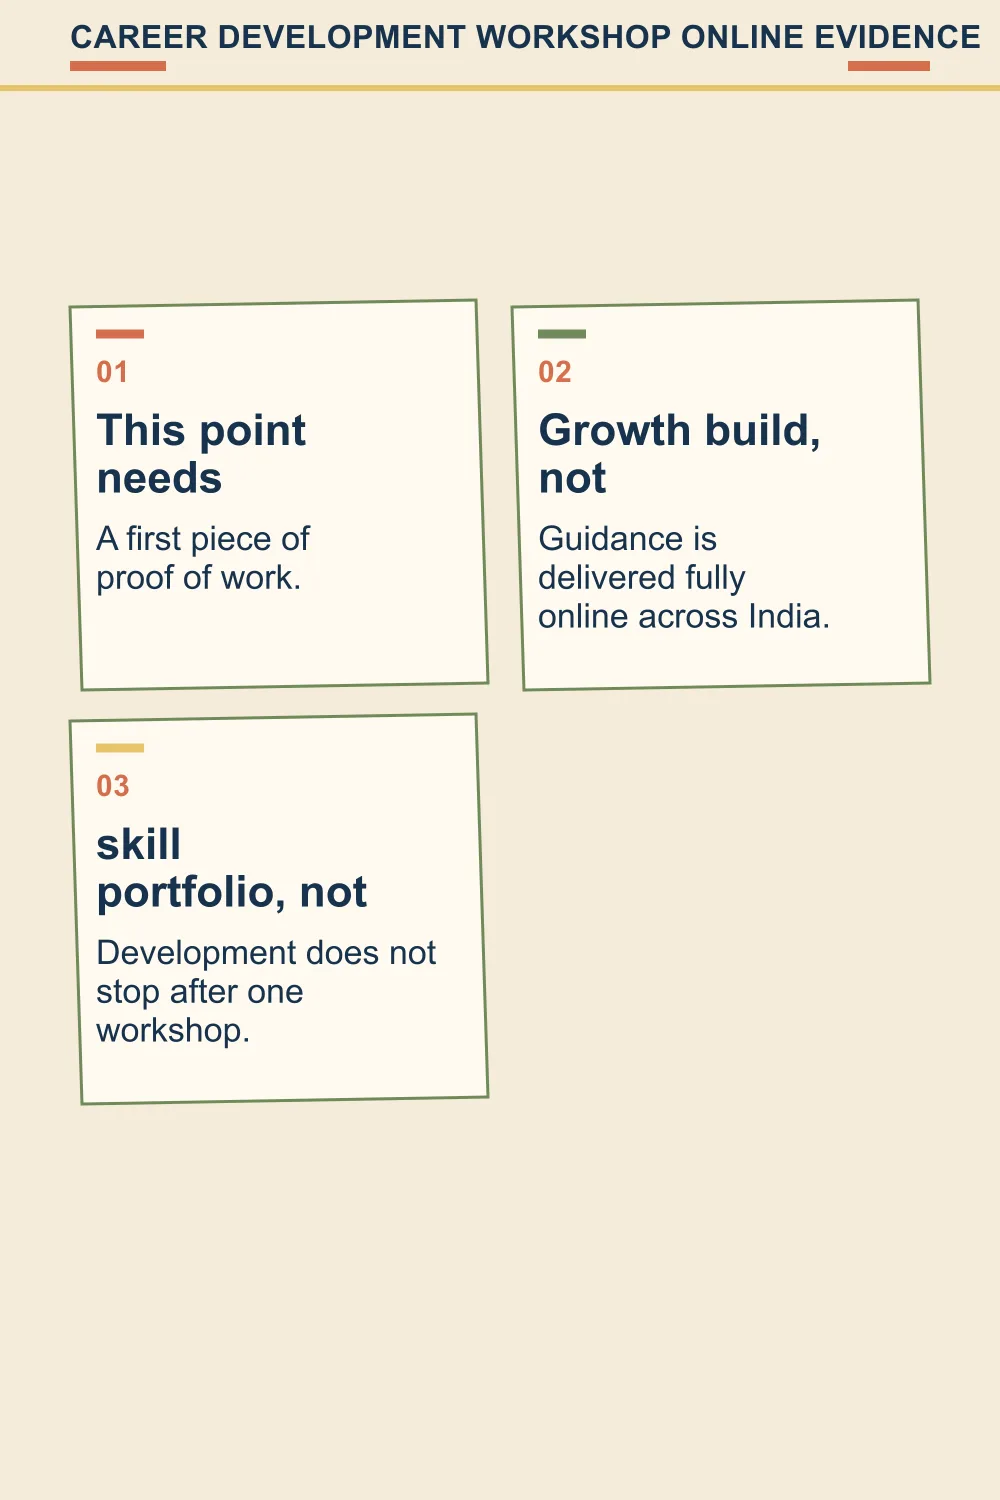 CAREER DEVELOPMENT WORKSHOP ONLINE EVIDENCE
01
This point
needs
A first piece of
proof of work.
02
Growth build,
not
Guidance is
delivered fully
online across India.
03
skill
portfolio, not
Development does not
stop after one
workshop.